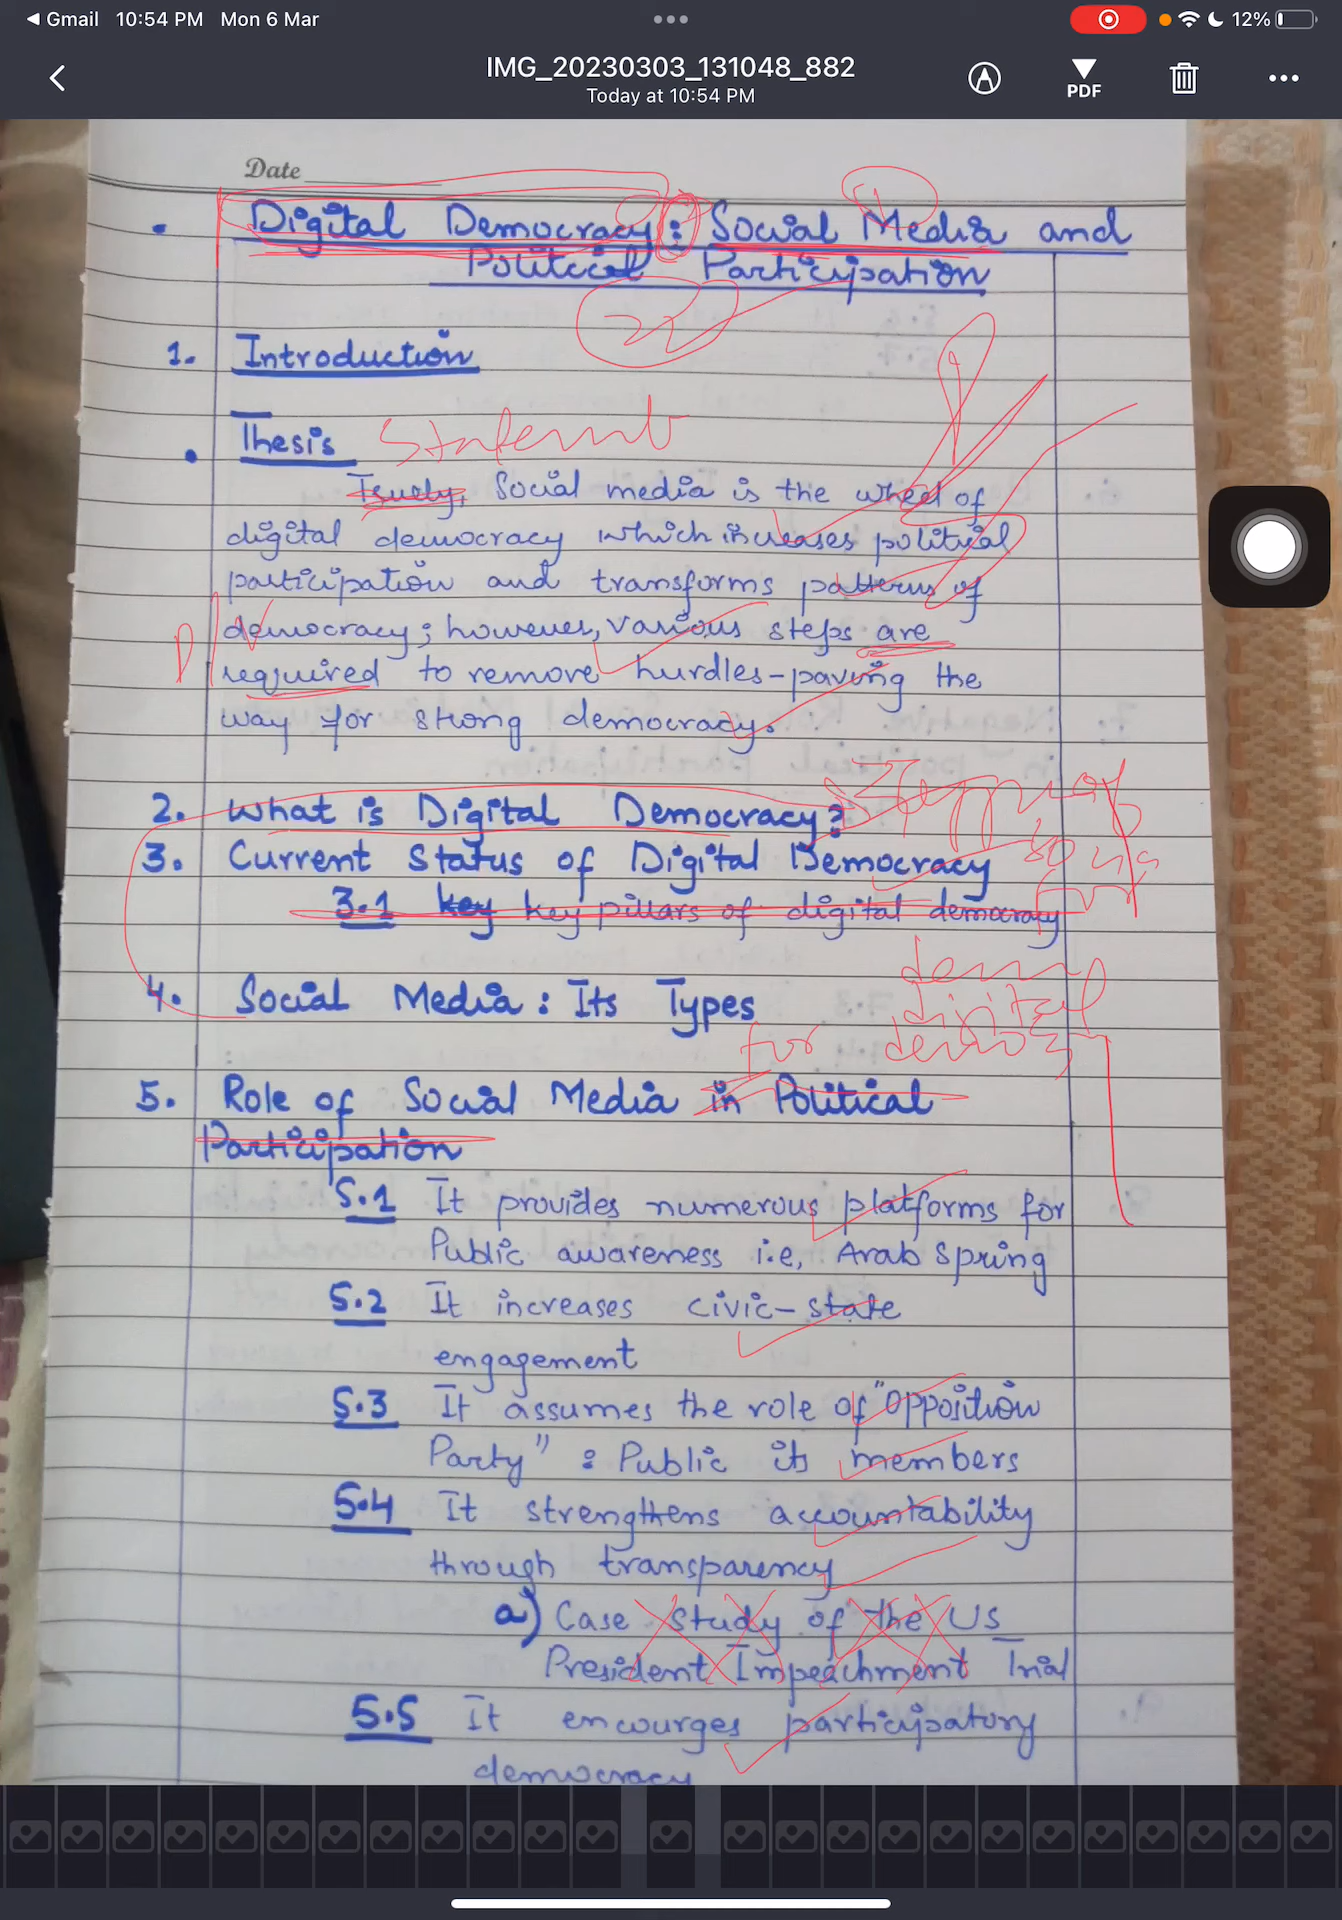 Gmail 10:54 PM Mon 6 Mar
12%
IMG_20230303_131048_882
Today at 10:54 PM
PDF
Date
Digital Democracy : Social Media and
Political Participation
1. Introduction
Thesis Statement
Truely, Social media is the wheel of
digital democracy which increases political
participation and transforms patterns of
democracy; however, various steps are
required to remove hurdles-paving the
way for strong democracy.
2. What is Digital Democracy?
3. Current Status of Digital Democracy
3.1 key key pillars of digital democracy
4. Social Media : Its Types
for
digital
5. Role of Social Media in Political
Participation
5.1 It provides numerous platforms for
Public awareness i.e, Arab Spring
5.2 It increases civic-state
engagement
5.3 It assumes the role of "Opposition
Party" : Public its members
5.4 It strengthens accountability
through transparency
a) Case Study of the US
President Impeachment Trial
5.5 It encourges participatory
democracy